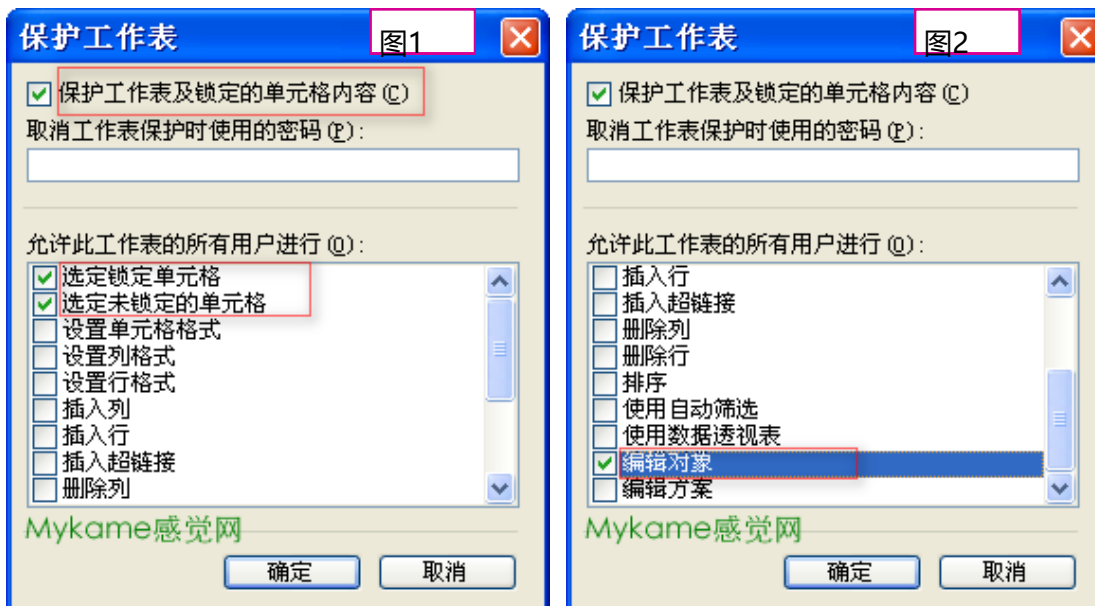 保护工作表
图1
保护工作表及锁定的单元格内容(C)
取消工作表保护时使用的密码(P):
允许此工作表的所有用户进行(O):
选定锁定单元格
选定未锁定的单元格
设置单元格格式
设置列格式
设置行格式
插入列
插入行
插入超链接
删除列
Mykame感觉网
确定
取消
保护工作表
图2
保护工作表及锁定的单元格内容(C)
取消工作表保护时使用的密码(P):
允许此工作表的所有用户进行(O):
插入行
插入超链接
删除列
删除行
排序
使用自动筛选
使用数据透视表
编辑对象
编辑方案
Mykame感觉网
确定
取消